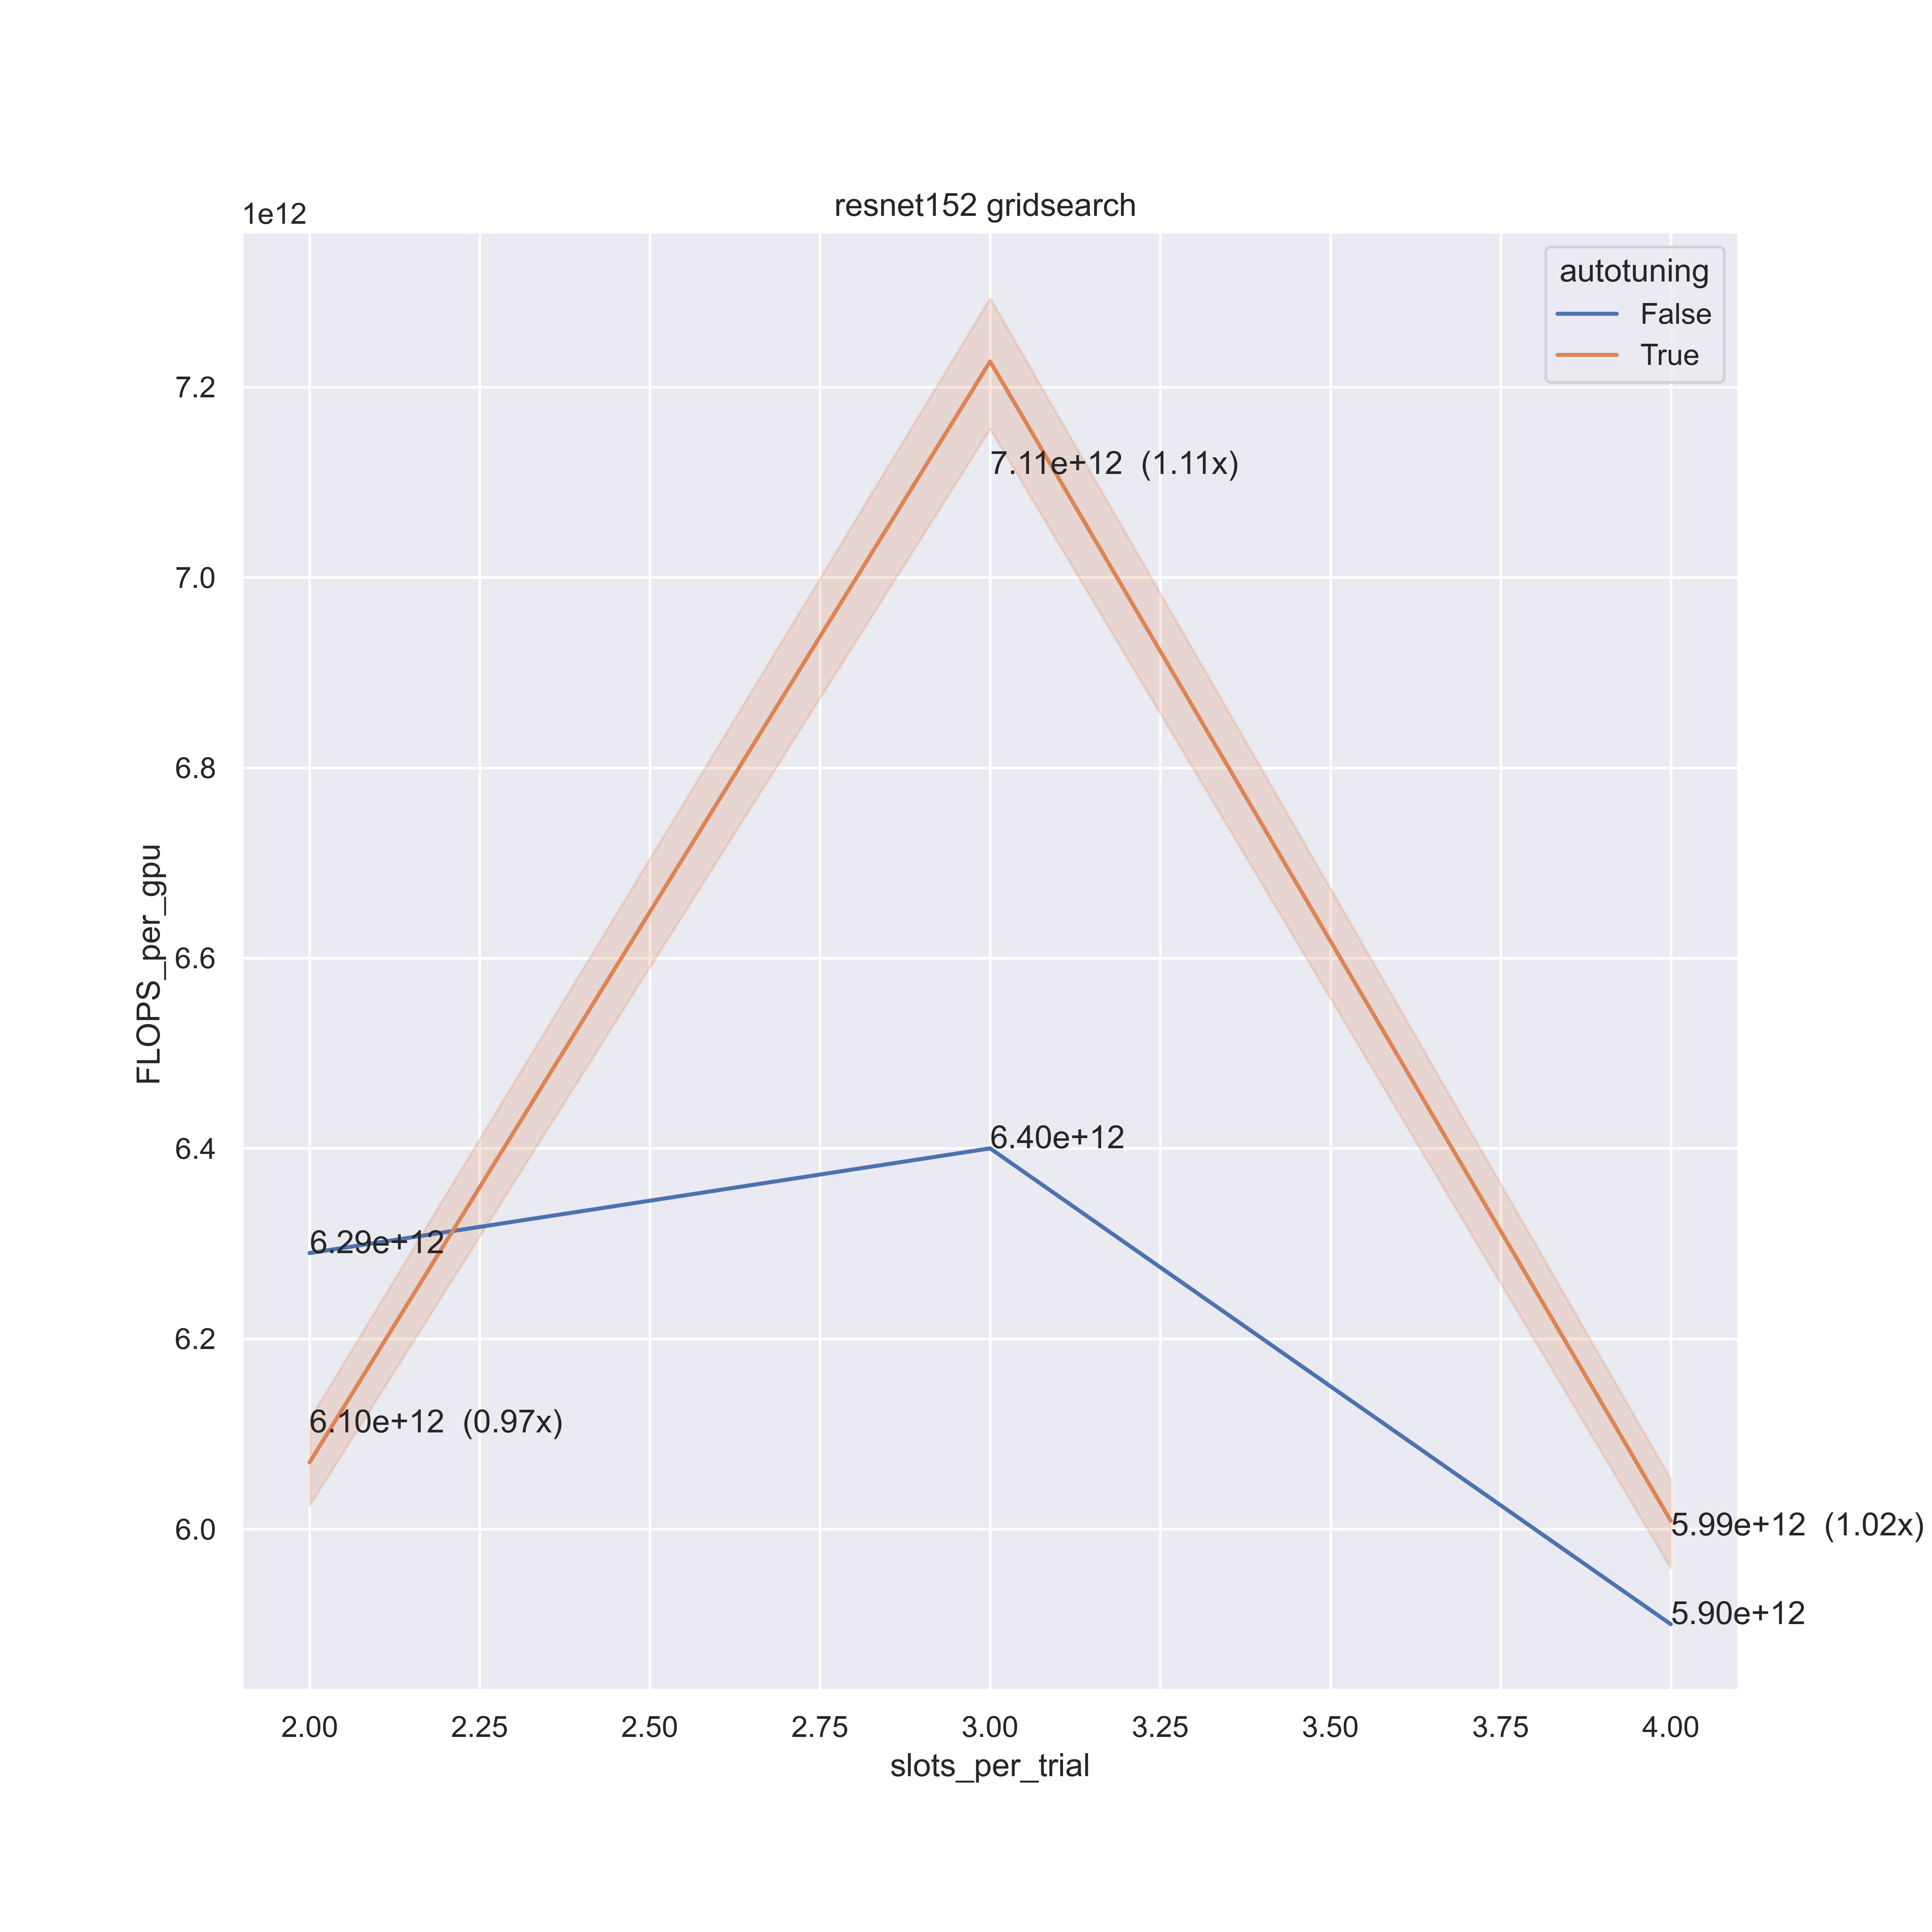 resnet152 gridsearch
1e12
autotuning
False
True
7.2
7.0
6.8
6.6
6.4
6.2
6.0
FLOPS_per_gpu
7.11e+12  (1.11x)
6.40e+12
6.29e+12
6.10e+12  (0.97x)
5.99e+12  (1.02x)
5.90e+12
2.00 2.25 2.50 2.75 3.00 3.25 3.50 3.75 4.00
slots_per_trial